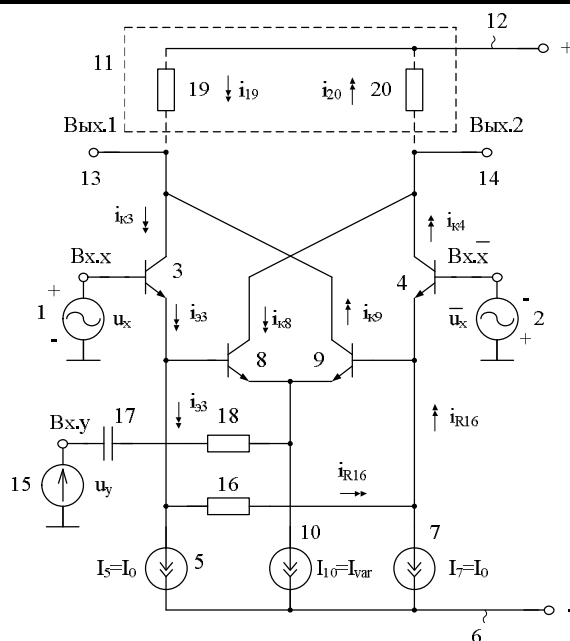 12
+
11
19 i₁₉ i₂₀ 20
Вых.1 Вых.2
13 14
iк3 iк4
Вх.x 3 4 Вх.x̅
+ -
1 uₓ iэ3 iк8 iк9 u̅ₓ 2
- +
8 9
Вх.y 17 18 iэ3 iR16
15 uy 16 iR16
10
I₅=I₀ 5 I₁₀=Ivar 7 I₇=I₀
6 -